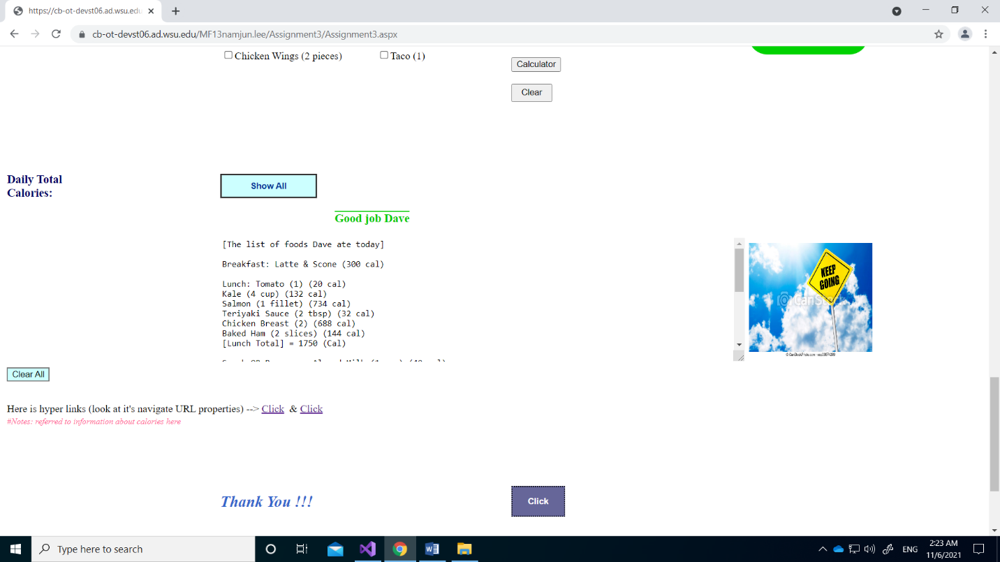 https://cb-ot-devst06.ad.wsu.edu
cb-ot-devst06.ad.wsu.edu/MF13namjun.lee/Assignment3/Assignment3.aspx
Chicken Wings (2 pieces) Taco (1)
Calculator
Clear
Daily Total
Calories:
Show All
Good job Dave
[The list of foods Dave ate today]
Breakfast: Latte & Scone (300 cal)
Lunch: Tomato (1) (20 cal)
Kale (4 cup) (132 cal)
Salmon (1 fillet) (734 cal)
Teriyaki Sauce (2 tbsp) (32 cal)
Chicken Breast (2) (688 cal)
Baked Ham (2 slices) (144 cal)
[Lunch Total] = 1750 (Cal)
KEEP
GOING
Clear All
Here is hyper links (look at it's navigate URL properties) --> Click & Click
#Notes: referred to information about calories here
Thank You !!!
Click
Type here to search
ENG
2:23 AM
11/6/2021